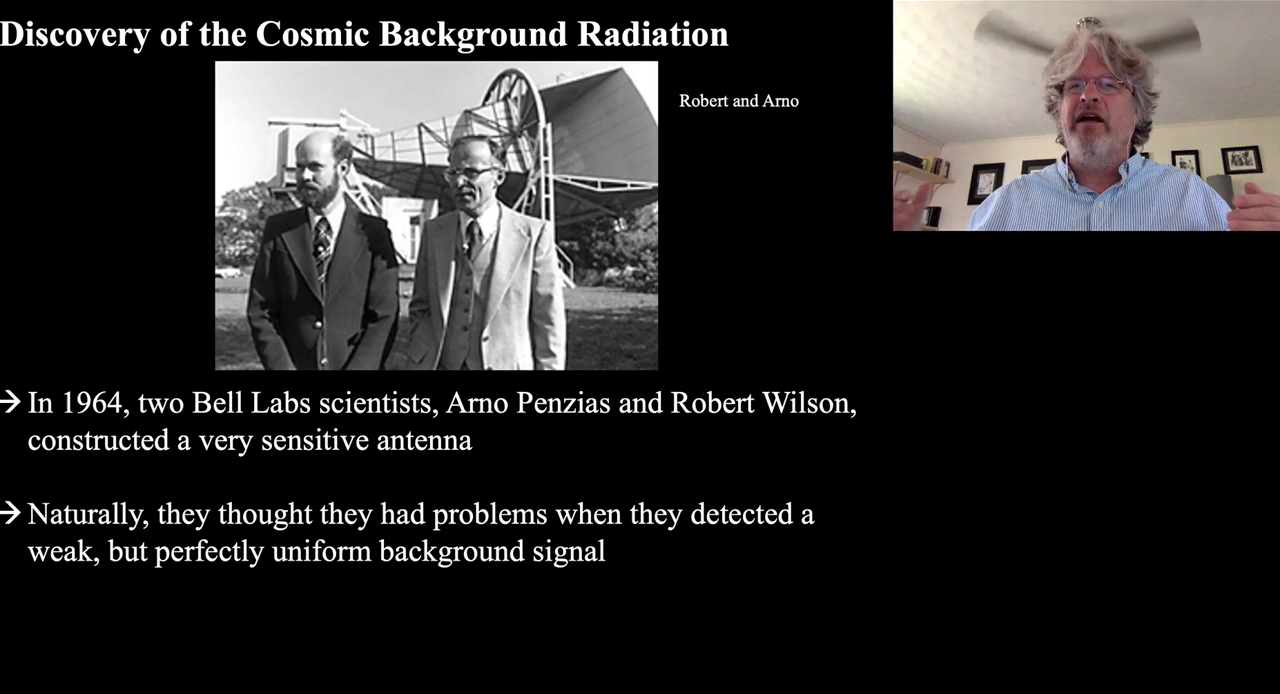 Discovery of the Cosmic Background Radiation
Robert and Arno
→ In 1964, two Bell Labs scientists, Arno Penzias and Robert Wilson,
constructed a very sensitive antenna
→ Naturally, they thought they had problems when they detected a
weak, but perfectly uniform background signal